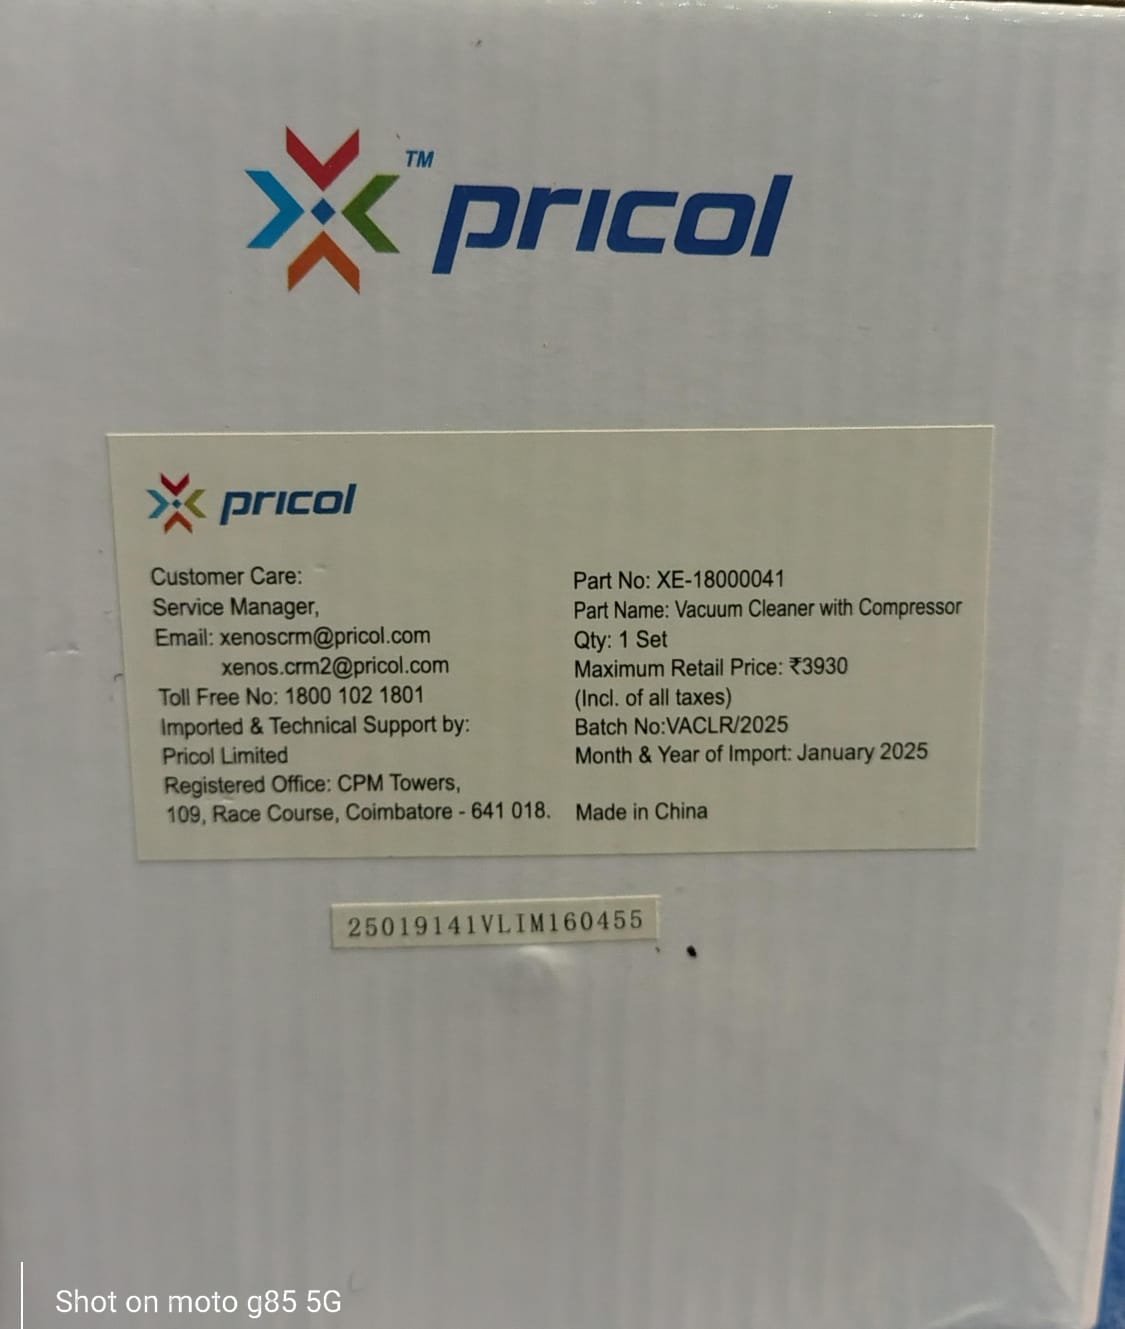 TM
pricol
pricol
Customer Care:
Service Manager,
Email: xenoscrm@pricol.com
xenos.crm2@pricol.com
Toll Free No: 1800 102 1801
Imported & Technical Support by:
Pricol Limited
Registered Office: CPM Towers,
109, Race Course, Coimbatore - 641 018.
Part No: XE-18000041
Part Name: Vacuum Cleaner with Compressor
Qty: 1 Set
Maximum Retail Price: ₹3930
(Incl. of all taxes)
Batch No:VACLR/2025
Month & Year of Import: January 2025
Made in China
25019141VLIM160455
Shot on moto g85 5G